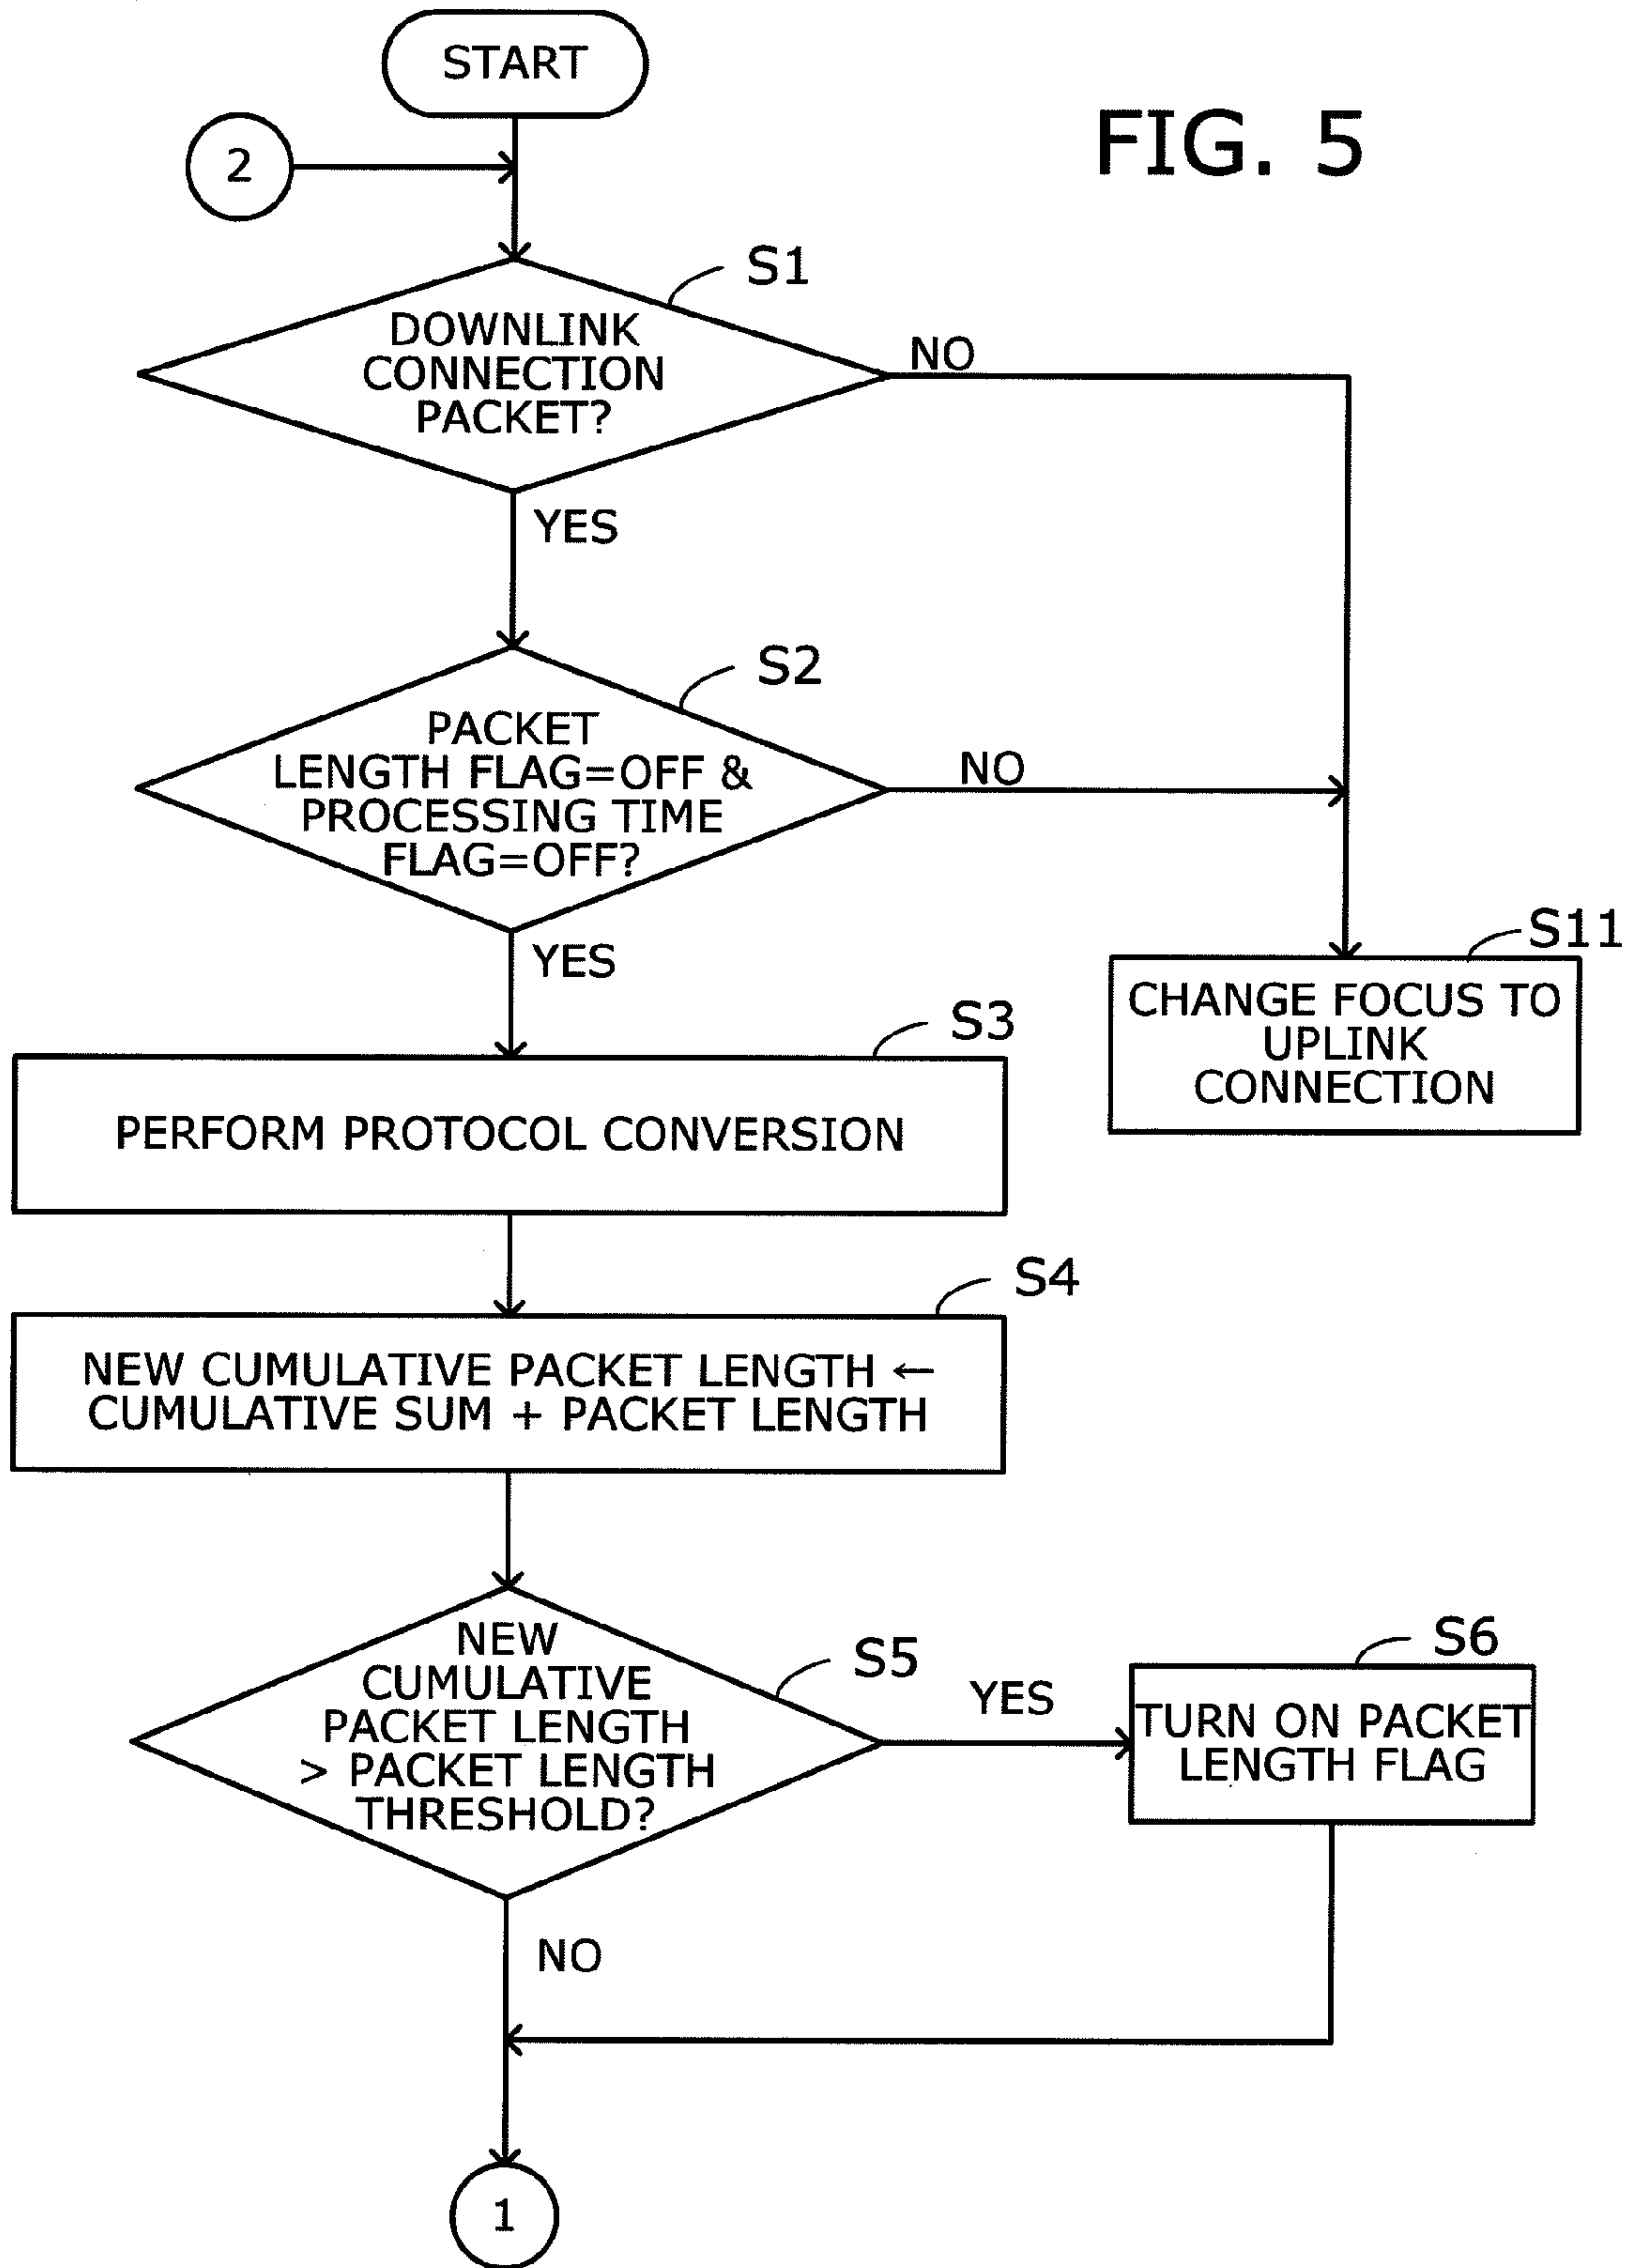 START
FIG. 5
2
S1
DOWNLINK
CONNECTION
PACKET?
NO
YES
S2
PACKET
LENGTH FLAG=OFF &
PROCESSING TIME
FLAG=OFF?
NO
YES
S11
CHANGE FOCUS TO
UPLINK
CONNECTION
S3
PERFORM PROTOCOL CONVERSION
S4
NEW CUMULATIVE PACKET LENGTH ←
CUMULATIVE SUM + PACKET LENGTH
S5
NEW
CUMULATIVE
PACKET LENGTH
> PACKET LENGTH
THRESHOLD?
YES
S6
TURN ON PACKET
LENGTH FLAG
NO
1